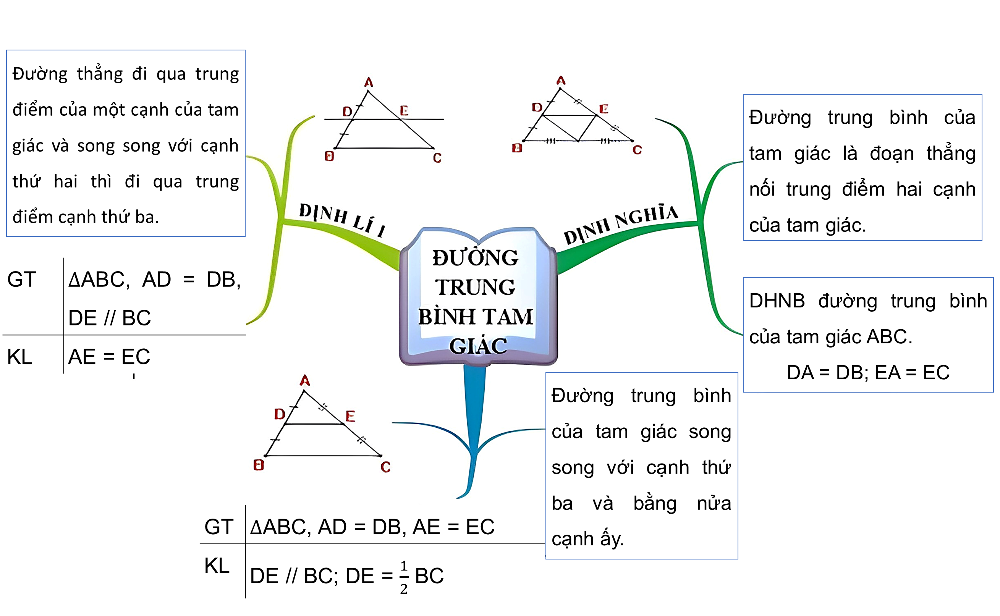 Đường thẳng đi qua trung
điểm của một cạnh của tam
giác và song song với cạnh
thứ hai thì đi qua trung
điểm cạnh thứ ba.
GT ΔABC, AD = DB,
DE // BC
KL AE = EC
A
D E
B C
ĐỊNH LÍ 1
A
D E
B C
ĐỊNH NGHĨA
Đường trung bình của
tam giác là đoạn thẳng
nối trung điểm hai cạnh
của tam giác.
DHNB đường trung bình
của tam giác ABC.
DA = DB; EA = EC
ĐƯỜNG
TRUNG
BÌNH TAM
GIÁC
A
D E
B C
Đường trung bình
của tam giác song
song với cạnh thứ
ba và bằng nửa
cạnh ấy.
GT ΔABC, AD = DB, AE = EC
KL DE // BC; DE = 1/2 BC